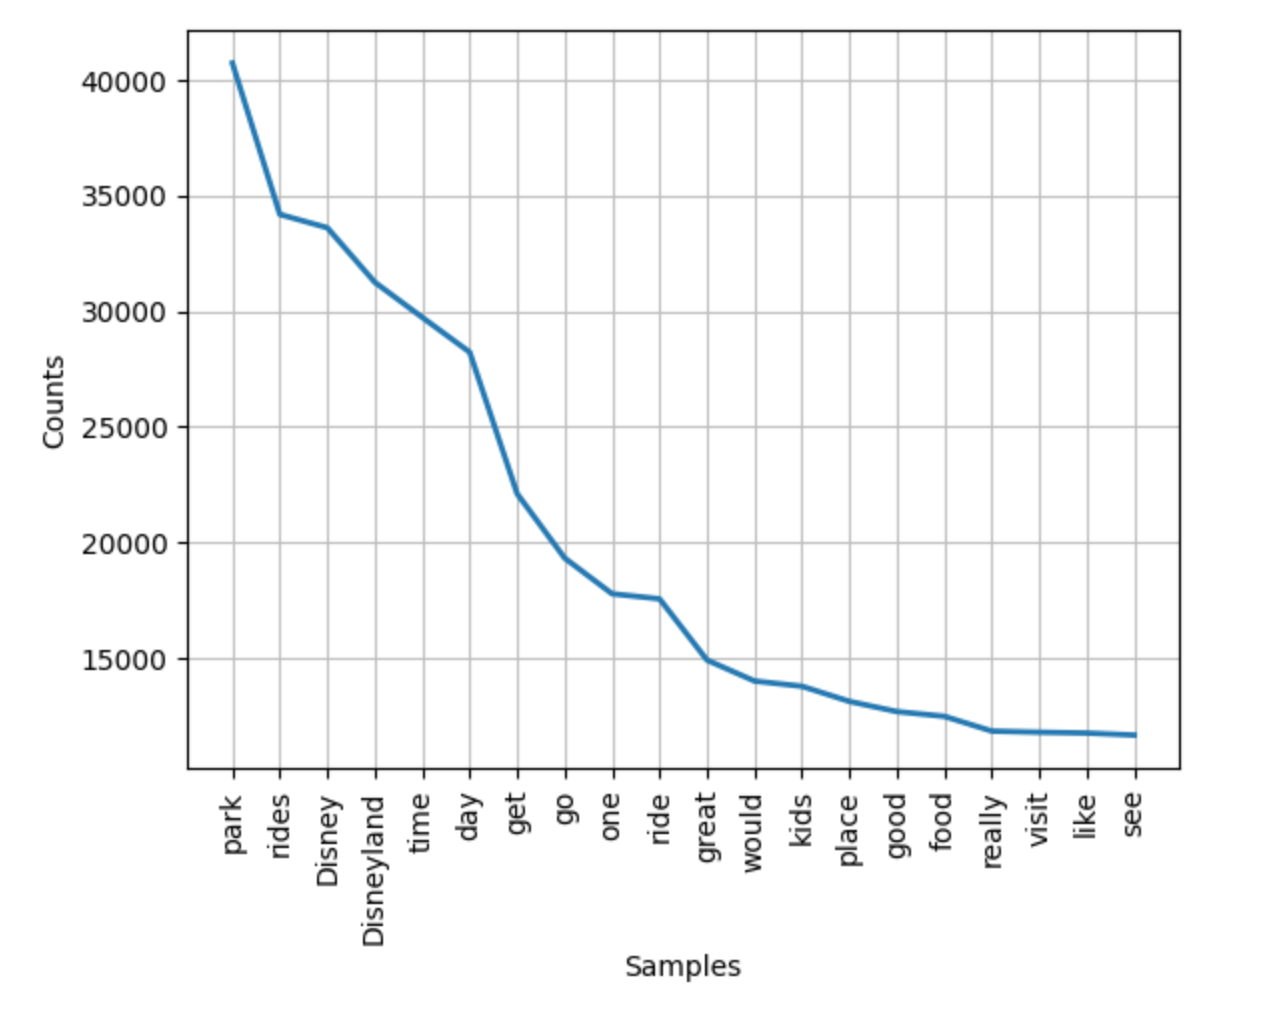 40000
35000
30000
25000
20000
15000
Counts
park
rides
Disney
Disneyland
time
day
get
go
one
ride
great
would
kids
place
good
food
really
visit
like
see
Samples